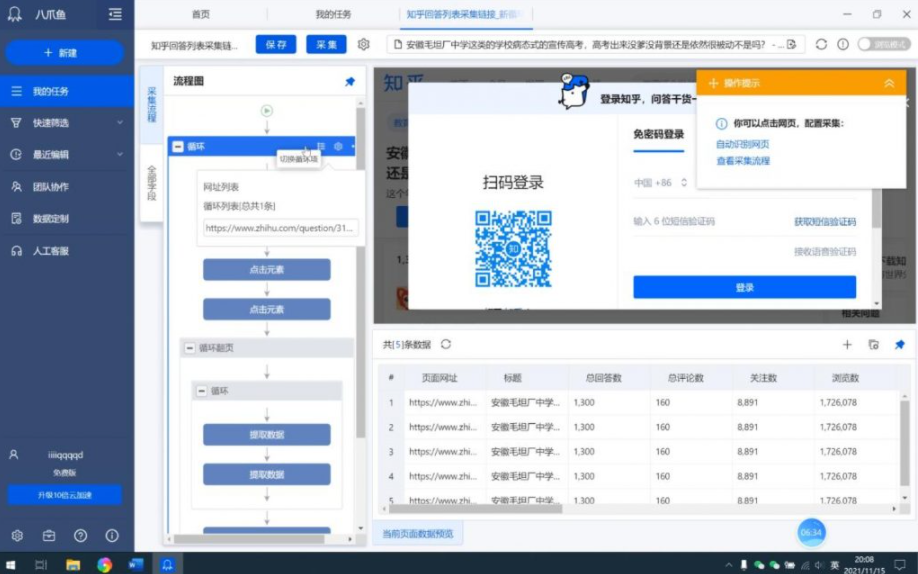 八爪鱼
首页
我的任务
知乎回答列表采集链接_新循
+ 新建
知乎回答列表采集链...
保存
采集
安徽毛坦厂中学这类的学校病态式的宣传高考，高考出来没爹没背景还是依然很被动不是吗？ - ...
我的任务
快速筛选
最近编辑
团队协作
数据定制
人工客服
采集流程
全部字段
流程图
循环
切换循环项
网址列表
循环列表[总共1条]
https://www.zhihu.com/question/31...
点击元素
点击元素
循环翻页
循环
提取数据
提取数据
知乎
登录知乎，问答干货一
扫码登录
知
免密码登录
中国 +86
输入 6 位短信验证码
获取短信验证码
接收语音验证码
登录
操作提示
你可以点击网页，配置采集：
自动识别网页
查看采集流程
下载知
相关问题
共[5]条数据
# 页面网址 标题 总回答数 总评论数 关注数 浏览数
1 https://www.zhi... 安徽毛坦厂中学... 1,300 160 8,891 1,726,078
2 https://www.zhi... 安徽毛坦厂中学... 1,300 160 8,891 1,726,078
3 https://www.zhi... 安徽毛坦厂中学... 1,300 160 8,891 1,726,078
4 https://www.zhi... 安徽毛坦厂中学... 1,300 160 8,891 1,726,078
5 https://www.zhi... 安徽毛坦厂中学... 1,300 160 8,891 1,726,078
当前页面数据预览
06:34
iiiiqqqqd
免费版
升级10倍云加速
英
20:08
2021/11/15